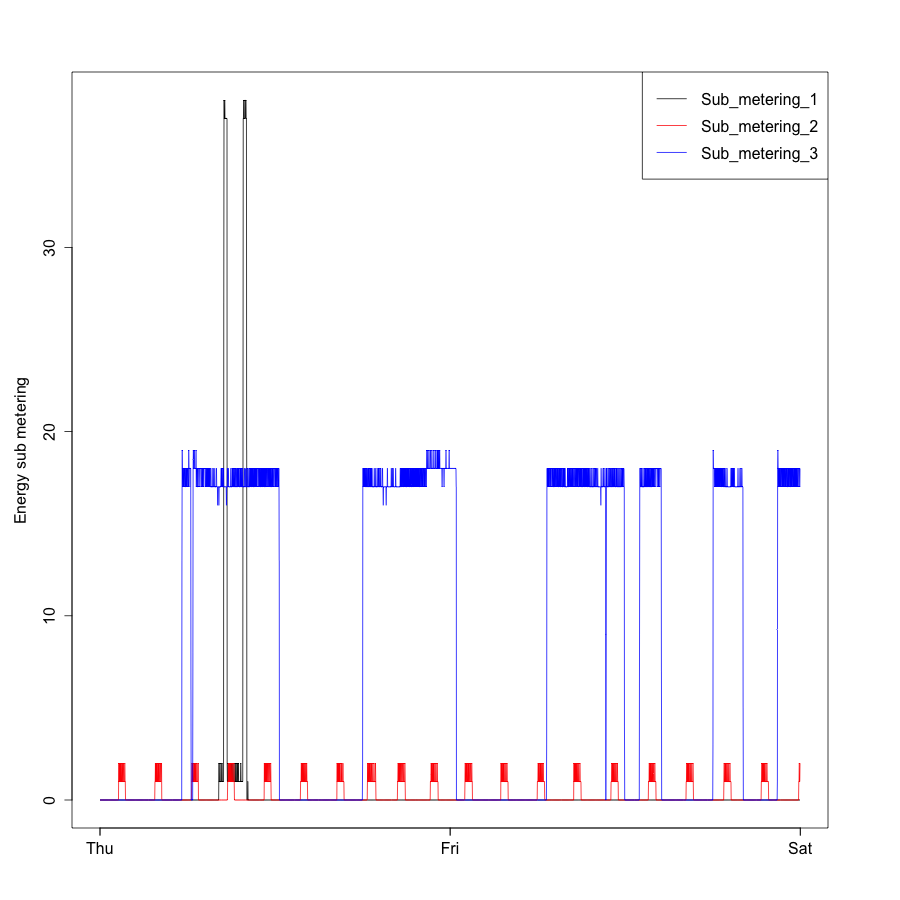 Sub_metering_1
Sub_metering_2
Sub_metering_3
Energy sub metering
30
20
10
0
Thu Fri Sat